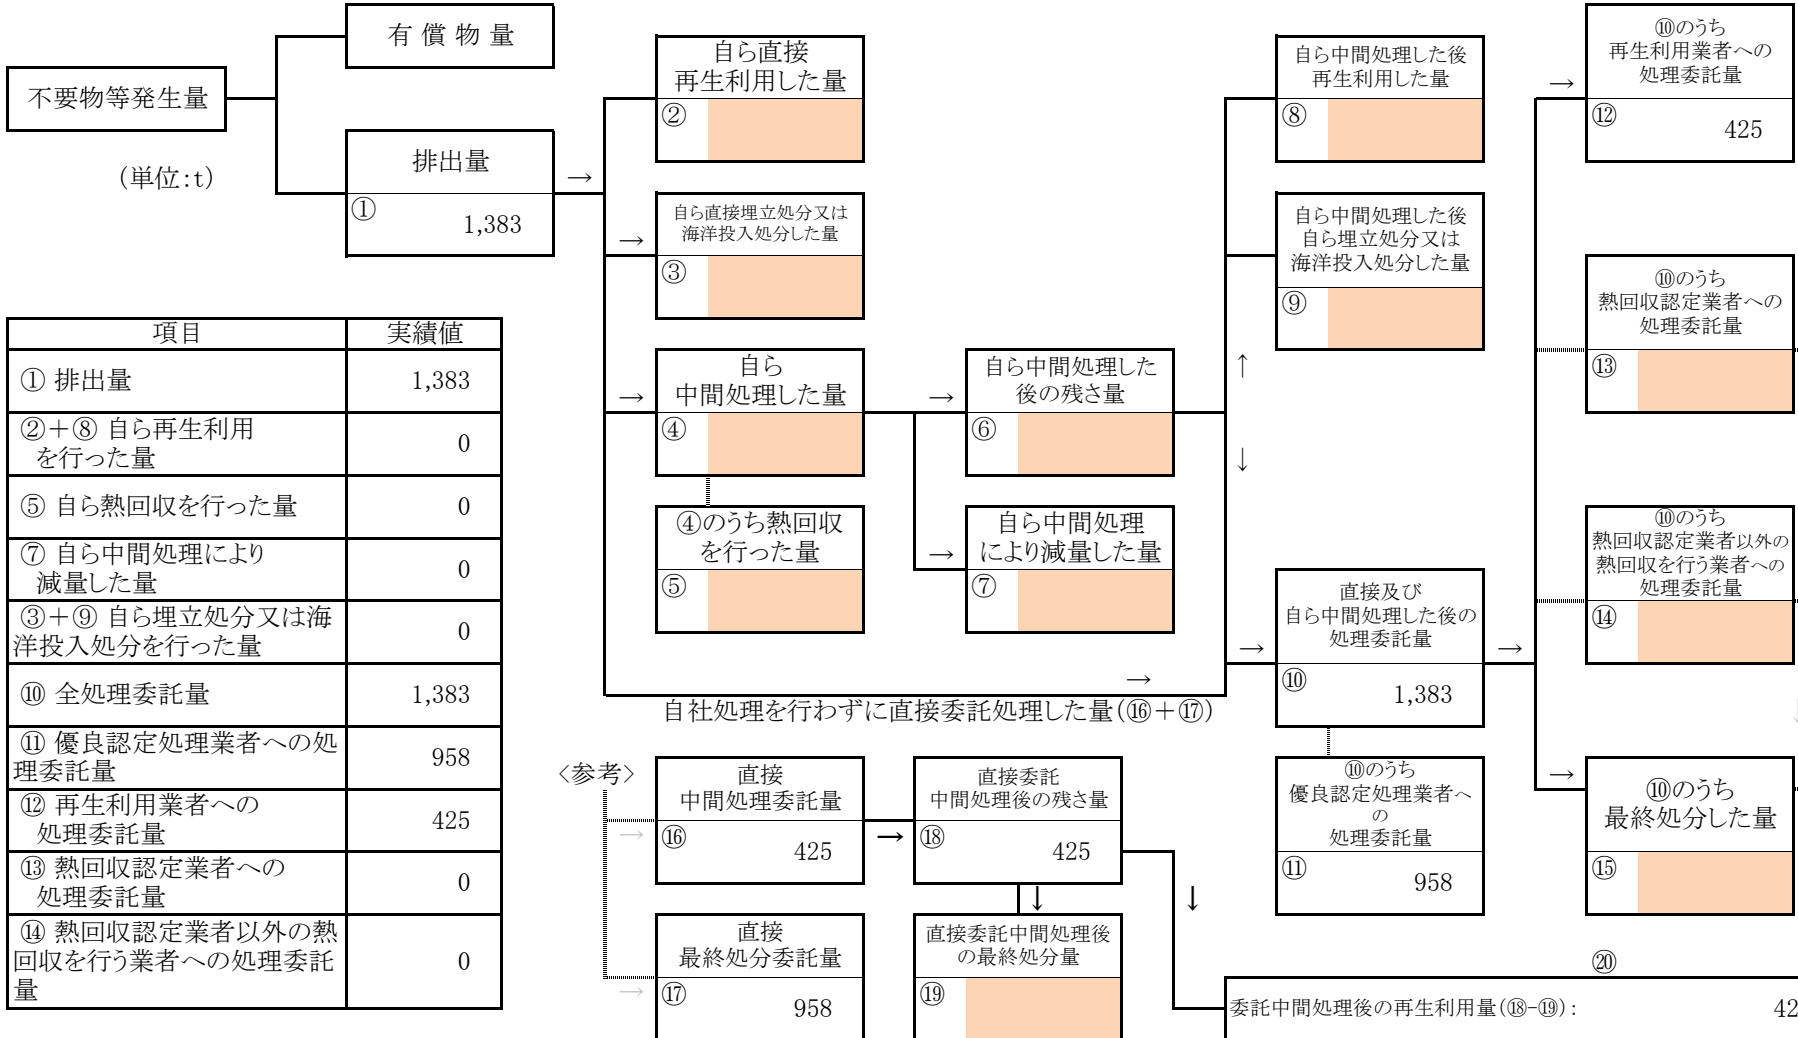 有 償 物 量
不要物等発生量
(単位:t)
排出量
①
1,383
→
自ら直接
再生利用した量
②
→
自ら直接埋立処分又は
海洋投入処分した量
③
→
自ら
中間処理した量
④
④のうち熱回収
を行った量
⑤
→
自ら中間処理した
後の残さ量
⑥
→
自ら中間処理
により減量した量
⑦
自ら中間処理した後
再生利用した量
⑧
自ら中間処理した後
自ら埋立処分又は
海洋投入処分した量
⑨
↑
↓
→
直接及び
自ら中間処理した後の
処理委託量
⑩
1,383
→
自社処理を行わずに直接委託処理した量(⑯+⑰)
→
⑩のうち
優良認定処理業者へ
の
処理委託量
⑪
958
→
⑩のうち
再生利用業者への
処理委託量
⑫
425
⑩のうち
熱回収認定業者への
処理委託量
⑬
⑩のうち
熱回収認定業者以外の
熱回収を行う業者への
処理委託量
⑭
→
⑩のうち
最終処分した量
⑮
項目 実績値
① 排出量 1,383
②+⑧ 自ら再生利用
を行った量 0
⑤ 自ら熱回収を行った量 0
⑦ 自ら中間処理により
減量した量 0
③+⑨ 自ら埋立処分又は海
洋投入処分を行った量 0
⑩ 全処理委託量 1,383
⑪ 優良認定処理業者への処
理委託量 958
⑫ 再生利用業者への
処理委託量 425
⑬ 熱回収認定業者への
処理委託量 0
⑭ 熱回収認定業者以外の熱
回収を行う業者への処理委託
量 0
<参考>
→
直接
中間処理委託量
⑯
425
→
直接委託
中間処理後の残さ量
⑱
425
↓
↓
→
直接
最終処分委託量
⑰
958
直接委託中間処理後
の最終処分量
⑲
⑳
委託中間処理後の再生利用量(⑱-⑲): 42